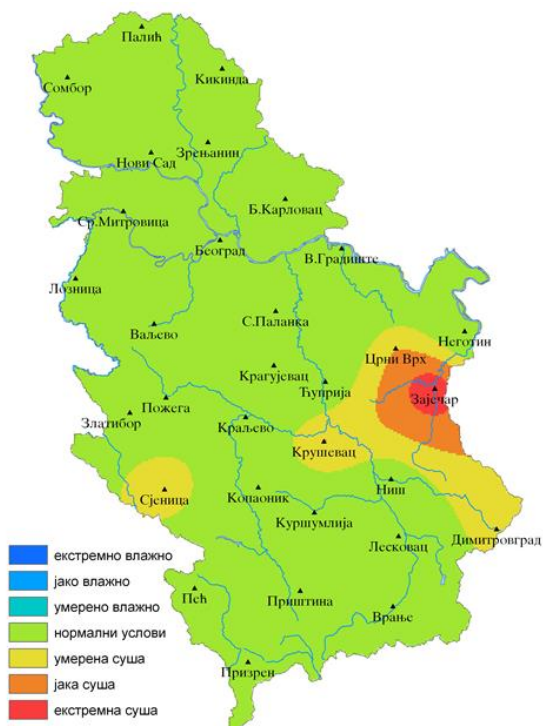 Палић
Кикинда
Сомбор
Зрењанин
Нови Сад
Б.Карловац
Ср.Митровица
Београд
В.Градиште
Лозница
С.Паланка
Ваљево
Неготин
Црни Врх
Крагујевац
Ћуприја
Зајечар
Пожега
Златибор
Краљево
Крушевац
Сјеница
Копаоник
Ниш
Куршумлија
Димитровград
Лесковац
Пећ
Приштина
Врање
Призрен
екстремно влажно
јако влажно
умерено влажно
нормални услови
умерена суша
јака суша
екстремна суша